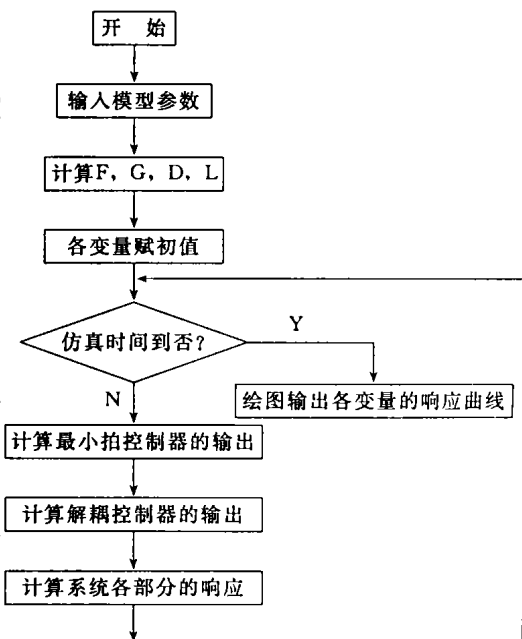 开 始
输入模型参数
计算F，G，D，L
各变量赋初值
仿真时间到否？
Y
N
绘图输出各变量的响应曲线
计算最小拍控制器的输出
计算解耦控制器的输出
计算系统各部分的响应